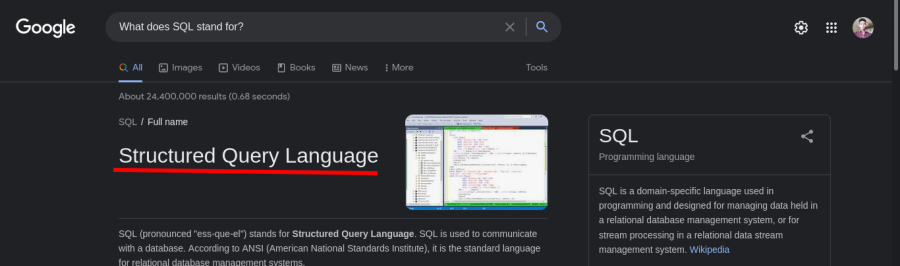 Google
What does SQL stand for?
All Images Videos Books News More Tools
About 24,400,000 results (0.68 seconds)
SQL / Full name
Structured Query Language
SQL (pronounced "ess-que-el") stands for Structured Query Language. SQL is used to communicate
with a database. According to ANSI (American National Standards Institute), it is the standard language
for relational database management systems.
SQL
Programming language
SQL is a domain-specific language used in
programming and designed for managing data held in
a relational database management system, or for
stream processing in a relational data stream
management system. Wikipedia